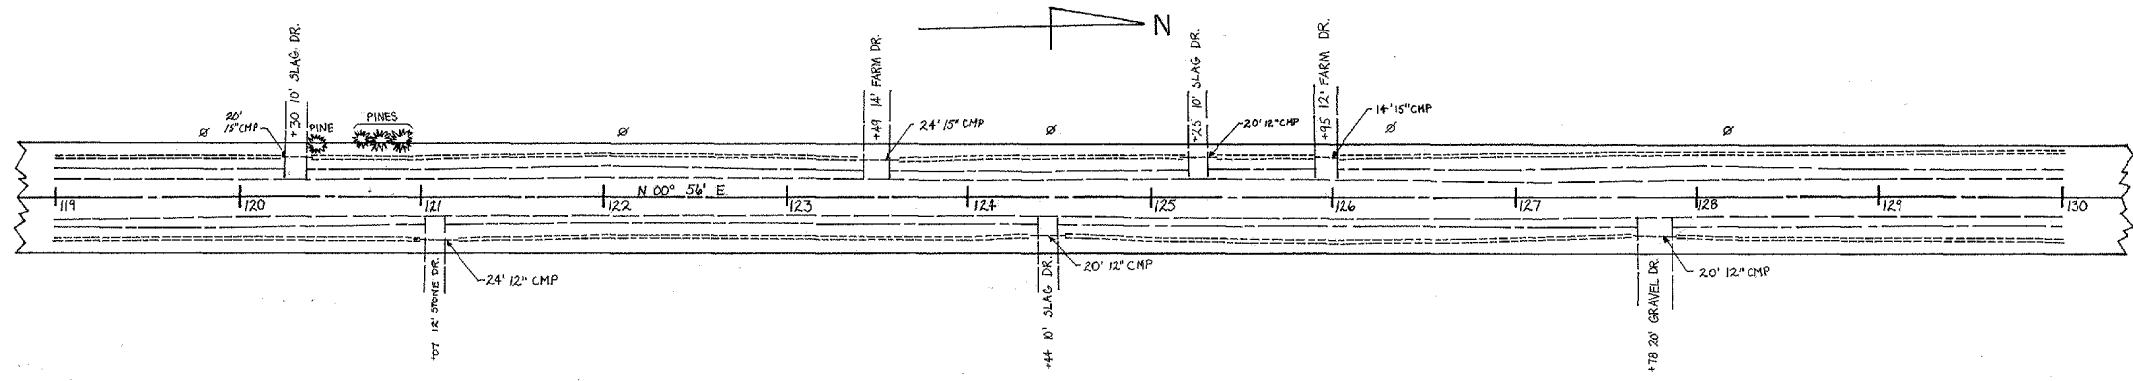 N
+30 10' SLAG. DR.
+49 14' FARM DR.
+25 10' SLAG DR.
+95 12' FARM DR.
20'
15" CMP
PINE
PINES
24' 15" CMP
20' 12" CMP
14' 15" CMP
N 00° 56' E.
119
120
121
122
123
124
125
126
127
128
129
130
+07 12' STONE DR.
24' 12" CMP
+44 10' SLAG DR.
20' 12" CMP
+78 20' GRAVEL DR.
20' 12" CMP